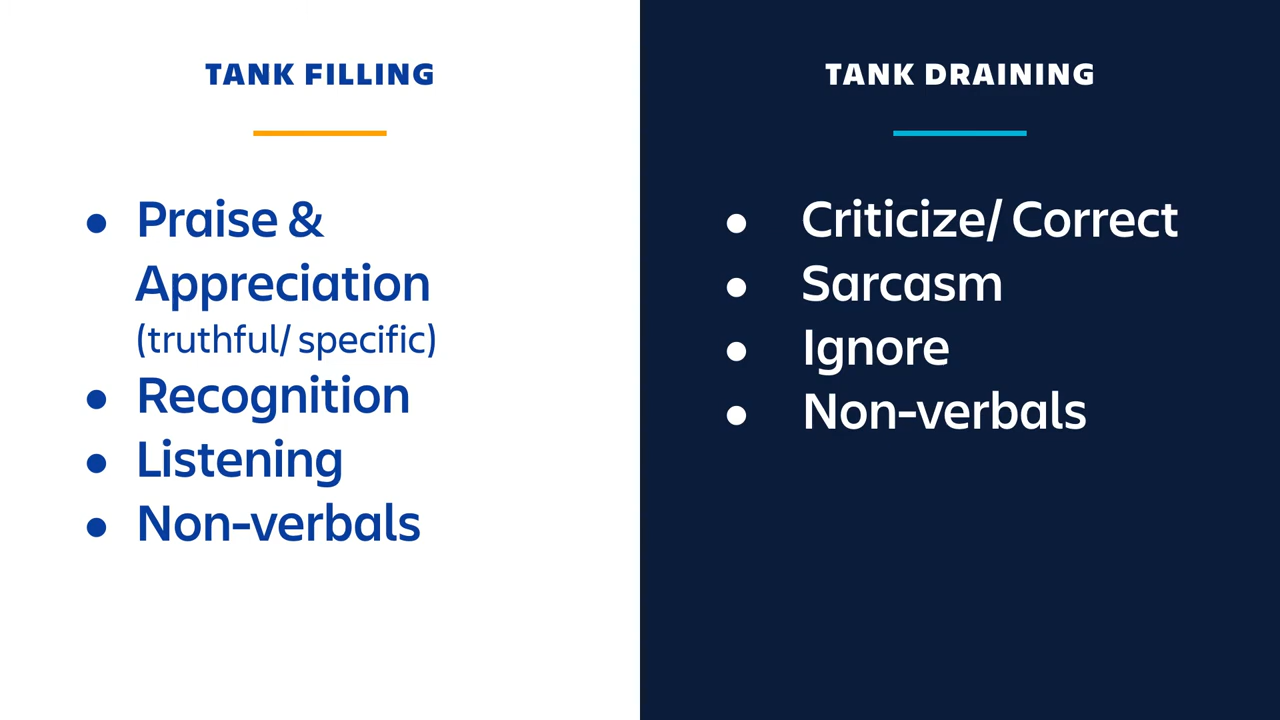 TANK FILLING
● Praise &
Appreciation
(truthful/ specific)
● Recognition
● Listening
● Non-verbals
TANK DRAINING
● Criticize/ Correct
● Sarcasm
● Ignore
● Non-verbals